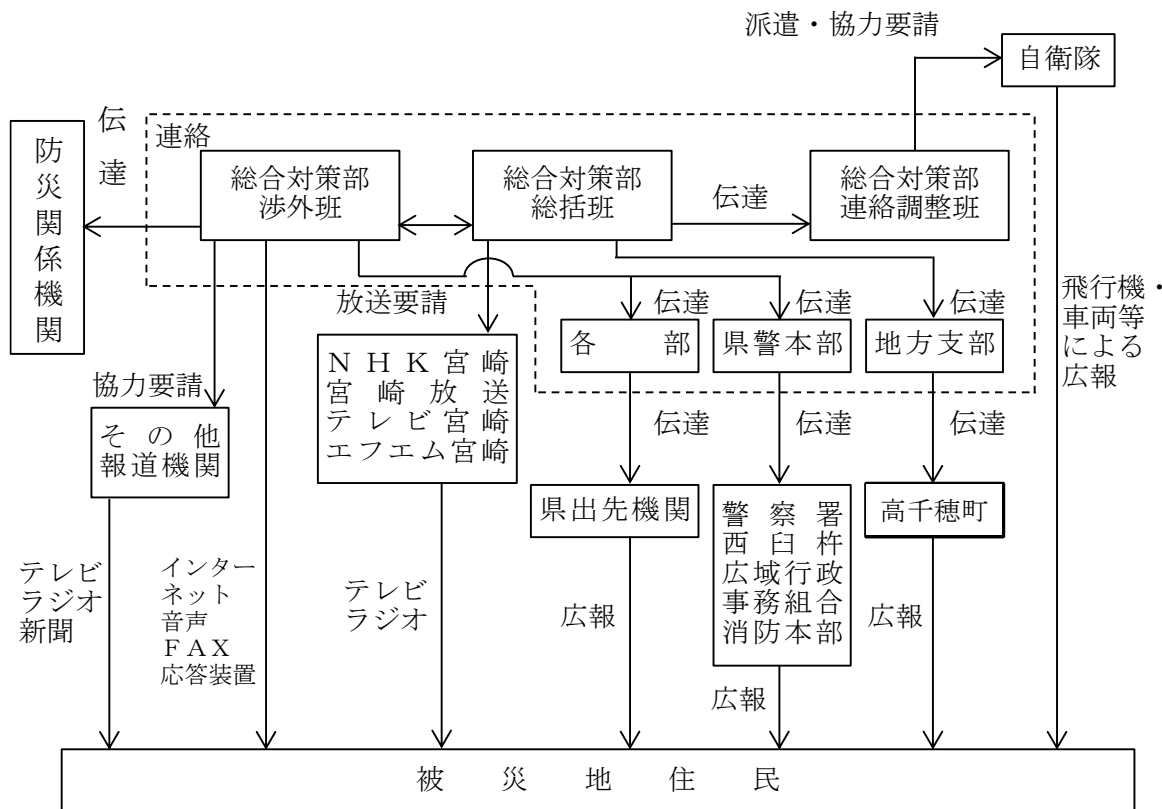 派遣・協力要請
自衛隊
伝
達
連絡
防
災
関
係
機
関
総合対策部
渉外班
総合対策部
総括班
伝達
総合対策部
連絡調整班
放送要請
伝達
伝達
伝達
飛行機・
車両等
による
広報
各　　部
県警本部
地方支部
ＮＨＫ宮崎
宮崎放送
テレビ宮崎
エフエム宮崎
協力要請
その他
報道機関
伝達
伝達
伝達
県出先機関
警察署
西臼杵
広域行政
事務組合
消防本部
高千穂町
テレビ
ラジオ
新聞
インター
ネット
音声
ＦＡＸ
応答装置
テレビ
ラジオ
広報
広報
広報
被災地住民